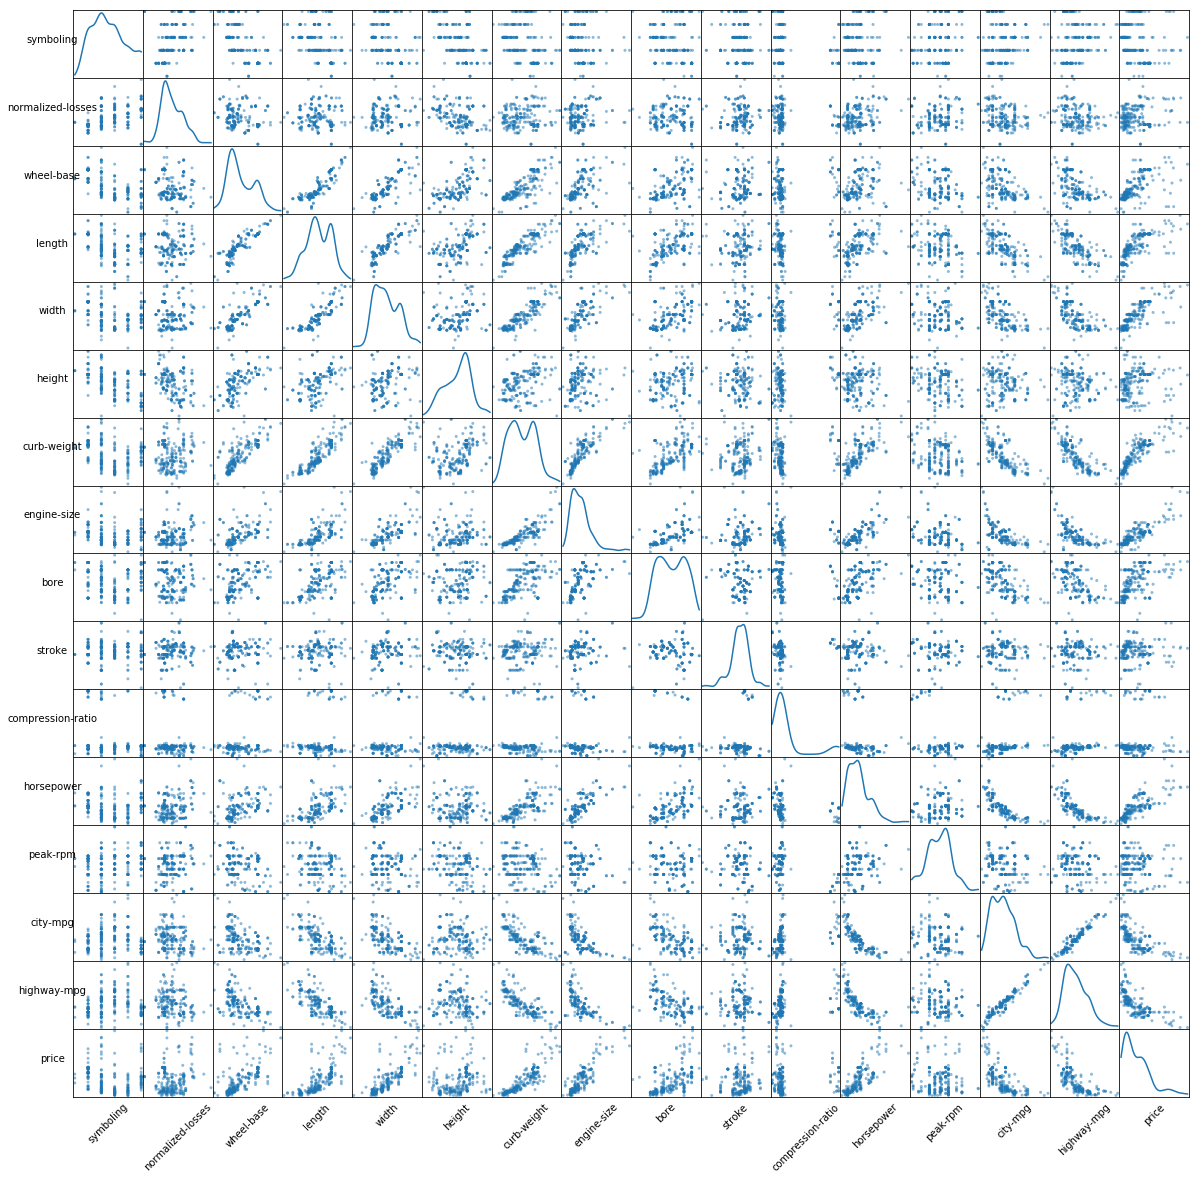 symboling
normalized-losses
wheel-base
length
width
height
curb-weight
engine-size
bore
stroke
compression-ratio
horsepower
peak-rpm
city-mpg
highway-mpg
price
symboling
normalized-losses
wheel-base
length
width
height
curb-weight
engine-size
bore
stroke
compression-ratio
horsepower
peak-rpm
city-mpg
highway-mpg
price